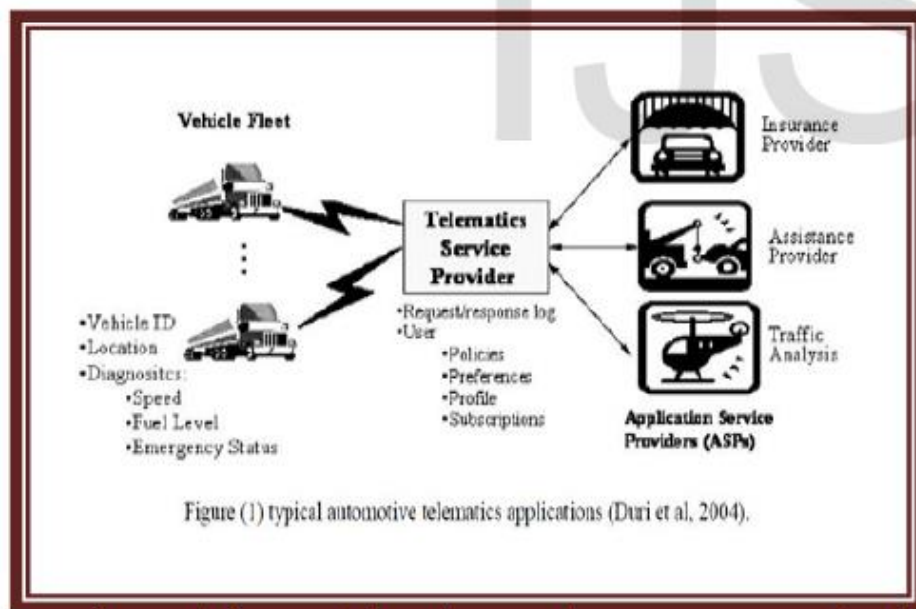 IJS
Vehicle Fleet
•Vehicle ID
•Location
•Diagnosites:
•Speed
•Fuel Level
•Emergency Status
Telematics
Service
Provider
•Request/response log
•User
•Policies
•Preferences
•Profile
•Subscriptions
Insurance
Provider
Assistance
Provider
Traffic
Analysis
Application Service
Providers (ASPs)
Figure (1) typical automotive telematics applications (Duri et al, 2004).